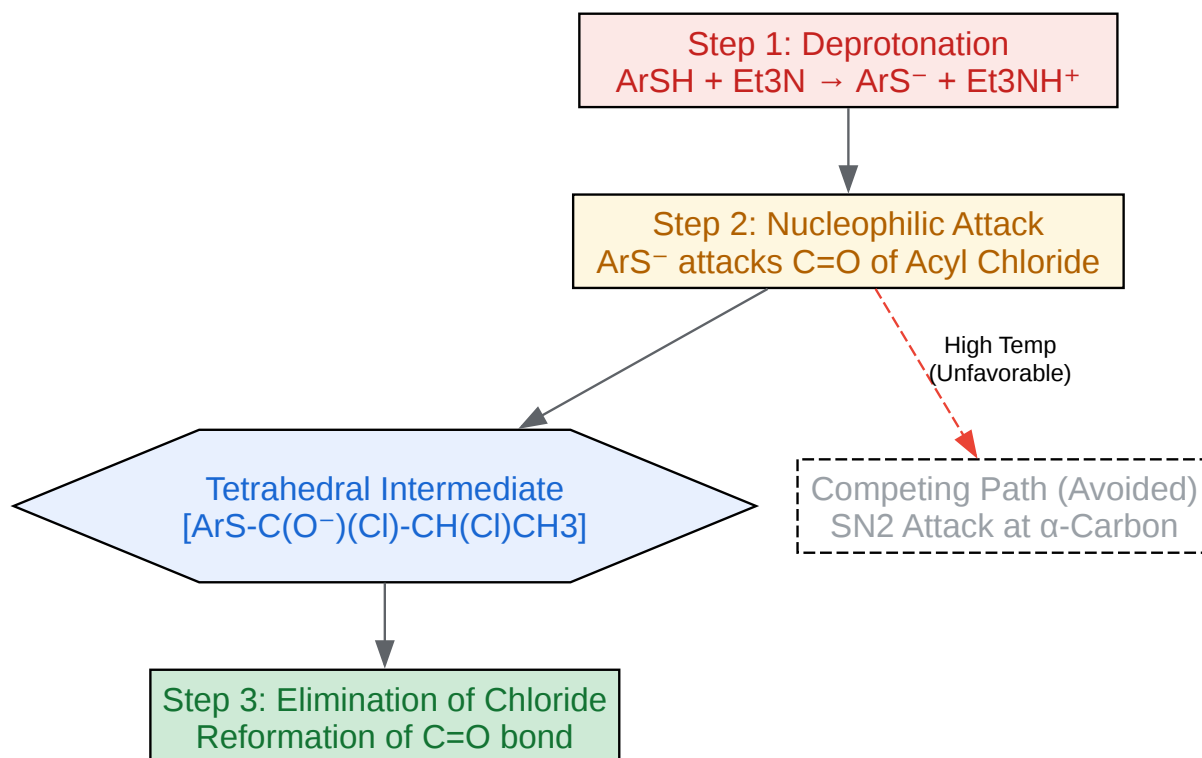 Step 1: Deprotonation
ArSH + Et3N → ArS⁻ + Et3NH⁺
Step 2: Nucleophilic Attack
ArS⁻ attacks C=O of Acyl Chloride
High Temp
(Unfavorable)
Tetrahedral Intermediate
[ArS-C(O⁻)(Cl)-CH(Cl)CH3]
Competing Path (Avoided)
SN2 Attack at α-Carbon
Step 3: Elimination of Chloride
Reformation of C=O bond